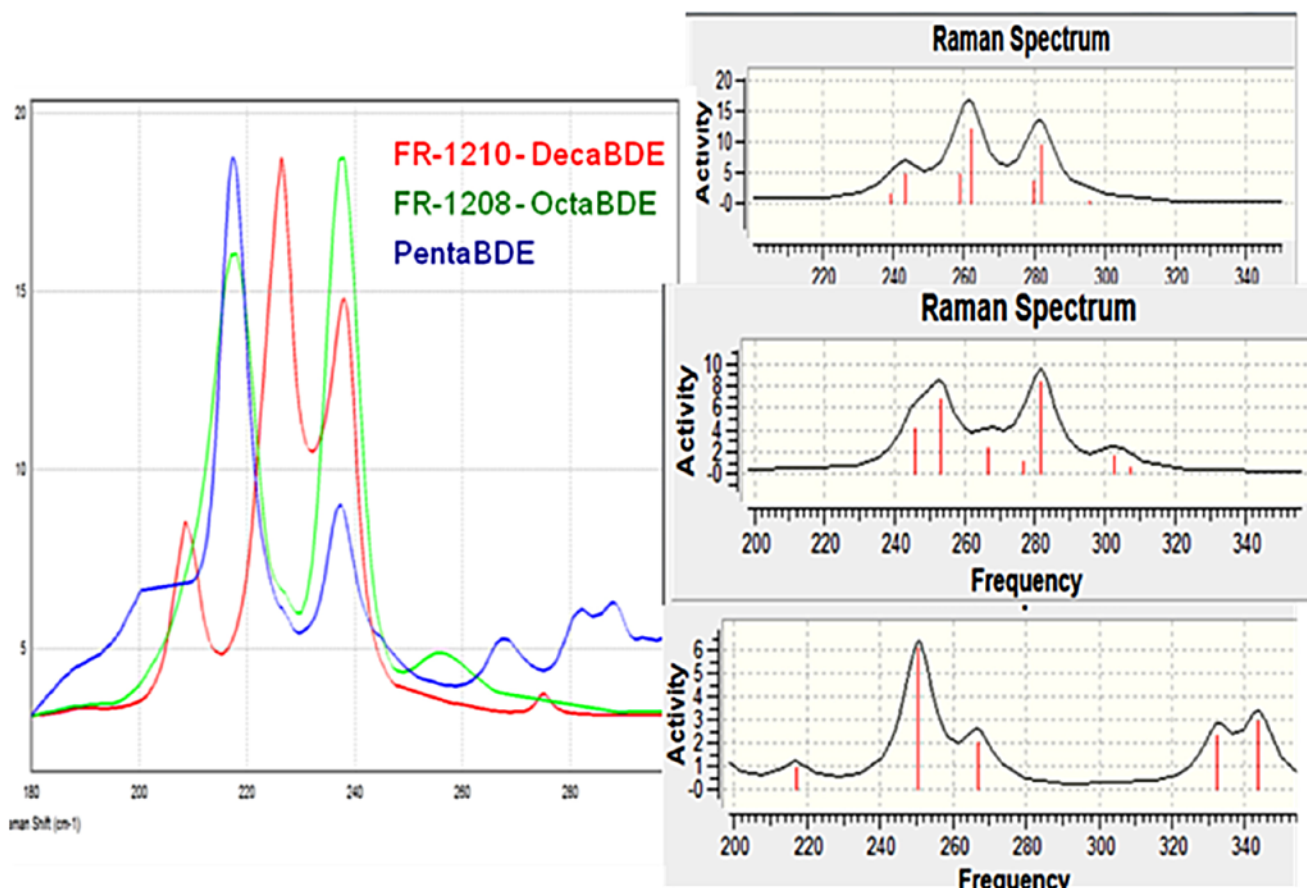 20
15
10
5
180 200 220 240 260 280
aman Shift (cm-1)
FR-1210-DecaBDE
FR-1208-OctaBDE
PentaBDE
Raman Spectrum
Activity
20
15
10
5
-0
220 240 260 280 300 320 340
Raman Spectrum
Activity
10
8
6
4
2
-0
200 220 240 260 280 300 320 340
Frequency
Activity
6
5
4
3
2
1
-0
200 220 240 260 280 300 320 340
Frequency